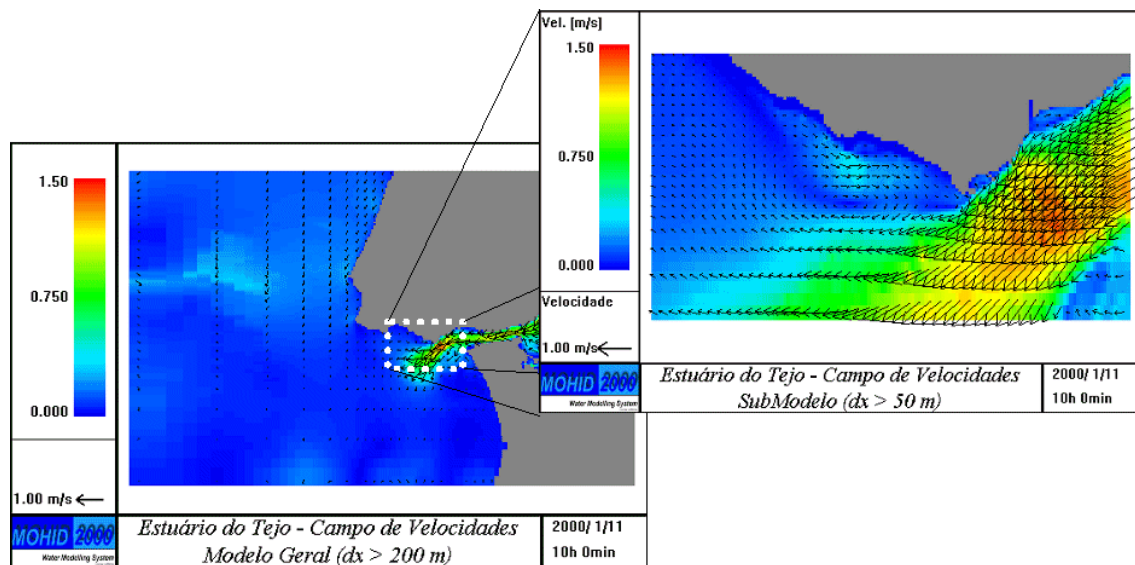 1.50
0.750
0.000
1.00 m/s
MOHID 2000
Water Modelling System
Estuário do Tejo - Campo de Velocidades
Modelo Geral (dx > 200 m)
2000/ 1/11
10h 0min
Vel. [m/s]
1.50
0.750
0.000
Velocidade
1.00 m/s
MOHID 2000
Water Modelling System
Estuário do Tejo - Campo de Velocidades
SubModelo (dx > 50 m)
2000/ 1/11
10h 0min